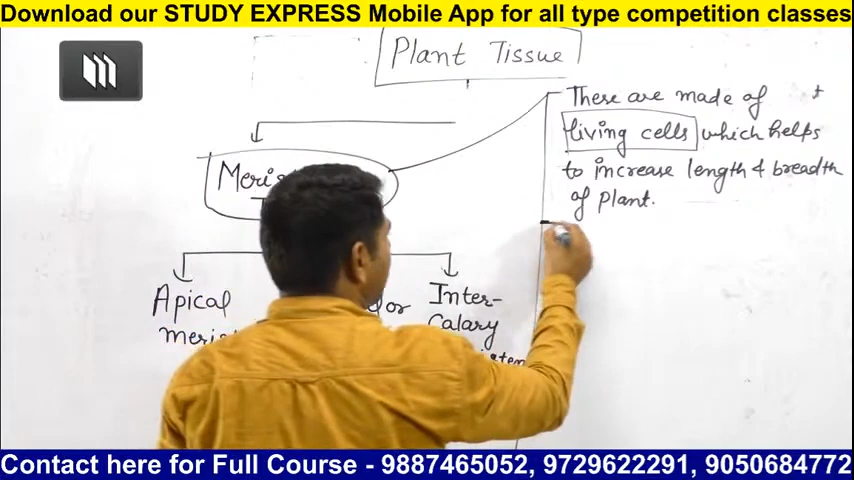 Download our STUDY EXPRESS Mobile App for all type competition classes
Plant Tissue
These are made of
living cells which helps
to increase length & breadth
of plant.
Apical
Inter-
Calary
Contact here for Full Course - 9887465052, 9729622291, 9050684772